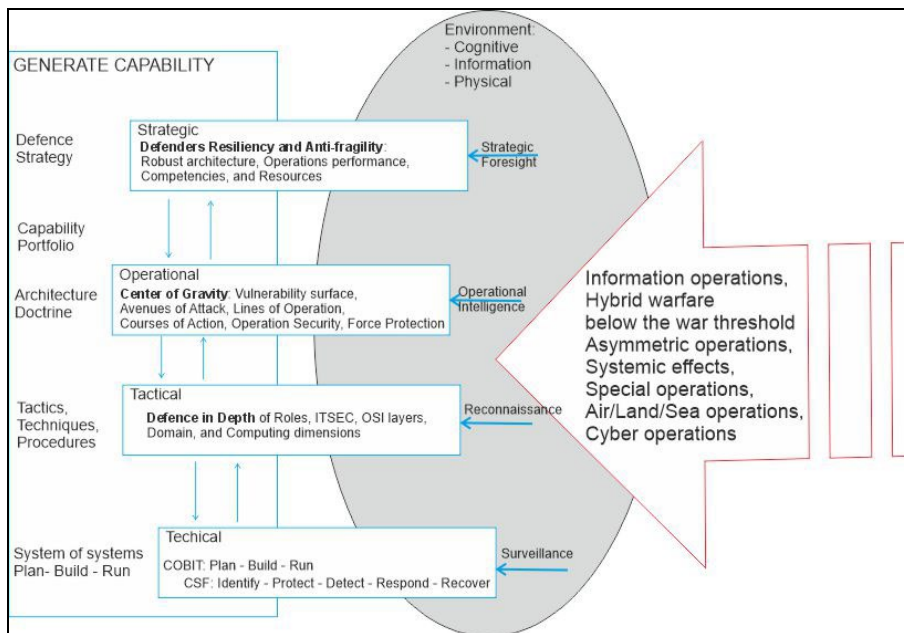 Environment:
- Cognitive
- Information
- Physical
GENERATE CAPABILITY
Defence
Strategy
Strategic
Defenders Resiliency and Anti-fragility:
Robust architecture, Operations performance,
Competencies, and Resources
Strategic
Foresight
Capability
Portfolio
Architecture
Doctrine
Operational
Center of Gravity: Vulnerability surface,
Avenues of Attack, Lines of Operation,
Courses of Action, Operation Security, Force Protection
Operational
Intelligence
Tactics,
Techniques,
Procedures
Tactical
Defence in Depth of Roles, ITSEC, OSI layers,
Domain, and Computing dimensions
Reconnaissance
System of systems
Plan- Build - Run
Techical
COBIT: Plan - Build - Run
CSF: Identify - Protect - Detect - Respond - Recover
Surveillance
Information operations,
Hybrid warfare
below the war threshold
Asymmetric operations,
Systemic effects,
Special operations,
Air/Land/Sea operations,
Cyber operations